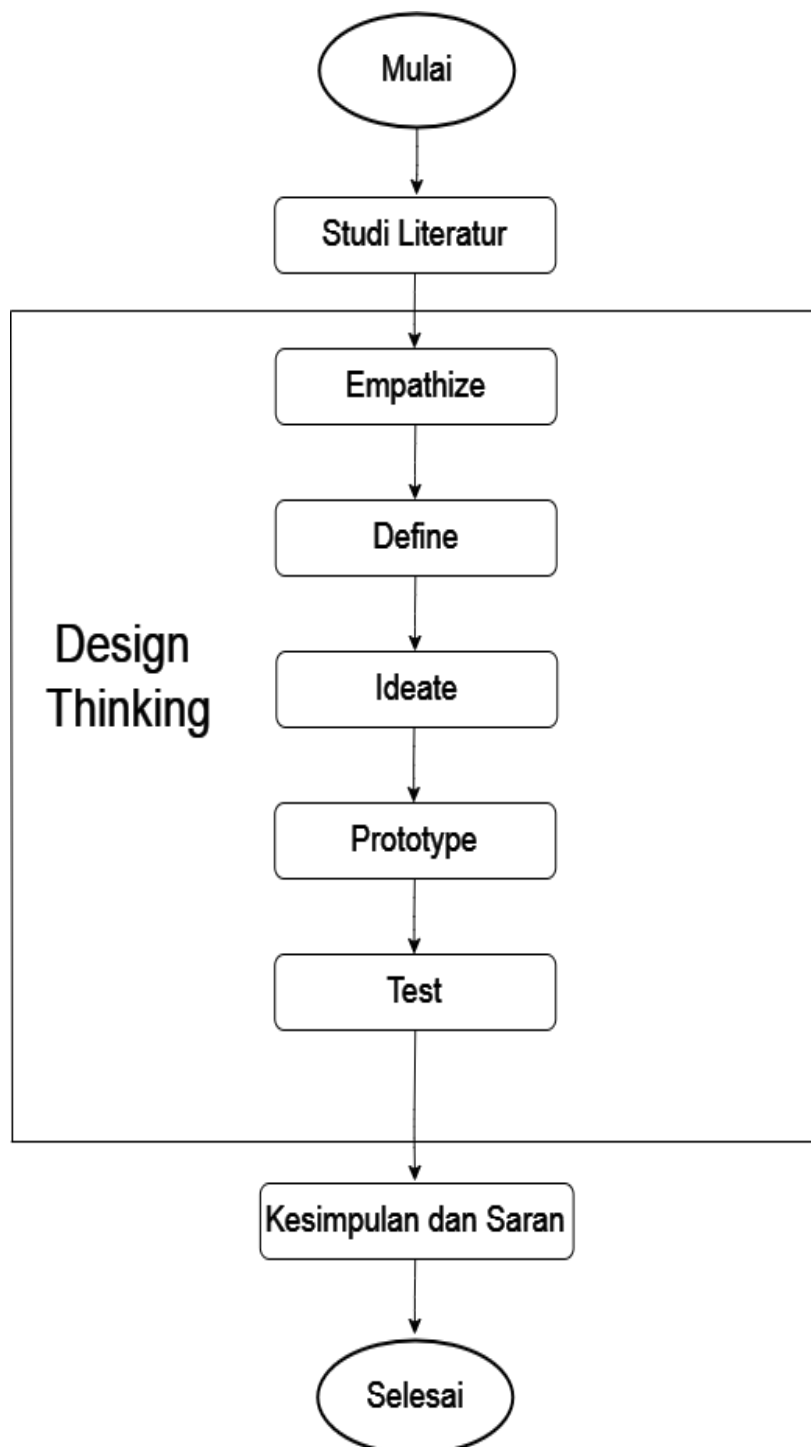 Mulai
Studi Literatur
Empathize
Define
Design
Thinking
Ideate
Prototype
Test
Kesimpulan dan Saran
Selesai